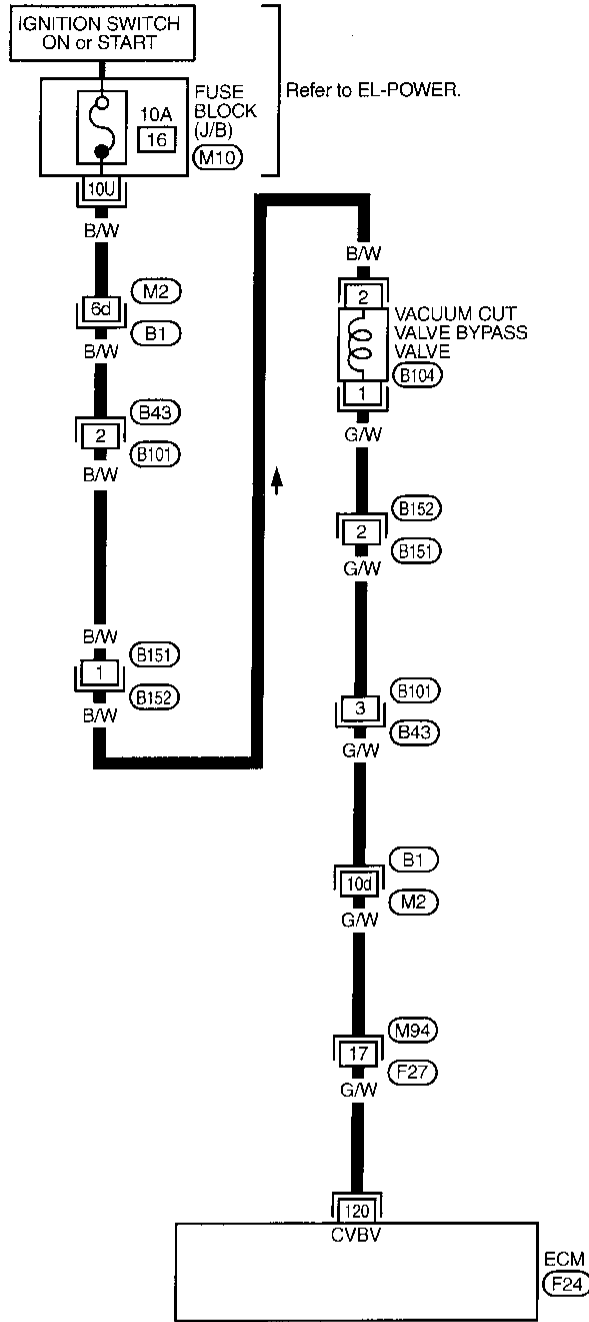 IGNITION SWITCH
ON or START
10A
16
FUSE
BLOCK
(J/B)
M10
Refer to EL-POWER.
10U
B/W
6d
M2
B1
B/W
2
B43
B101
B/W
B/W
1
B151
B152
B/W
B/W
2
VACUUM CUT
VALVE BYPASS
VALVE
B104
1
G/W
2
B152
B151
G/W
3
B101
B43
G/W
10d
B1
M2
G/W
17
M94
F27
G/W
120
CVBV
ECM
F24